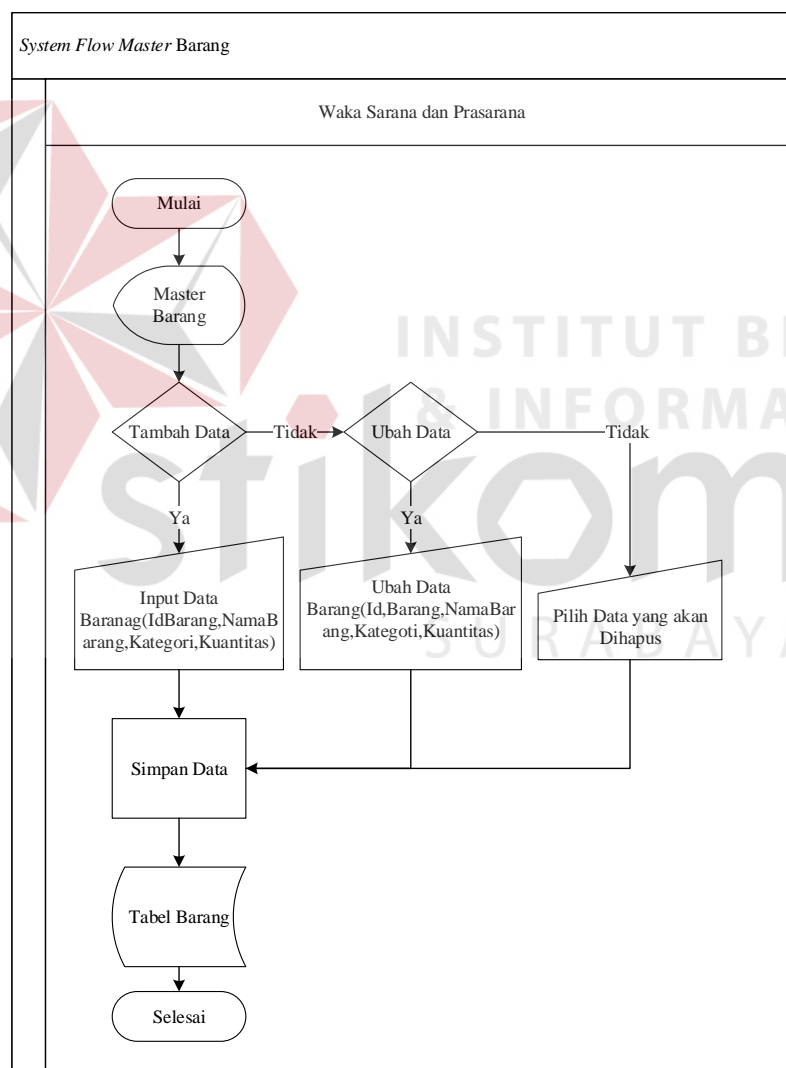 System Flow Master Barang
Waka Sarana dan Prasarana
Mulai
Master
Barang
Tambah Data
Tidak
Ubah Data
Tidak
Ya
Ya
Input Data
Baranag(IdBarang,NamaB
arang,Kategori,Kuantitas)
Ubah Data
Barang(Id,Barang,NamaBar
ang,Kategoti,Kuantitas)
Pilih Data yang akan
Dihapus
Simpan Data
Tabel Barang
Selesai
INSTITUT BI
& INFORMA
stikom
SURABAYA